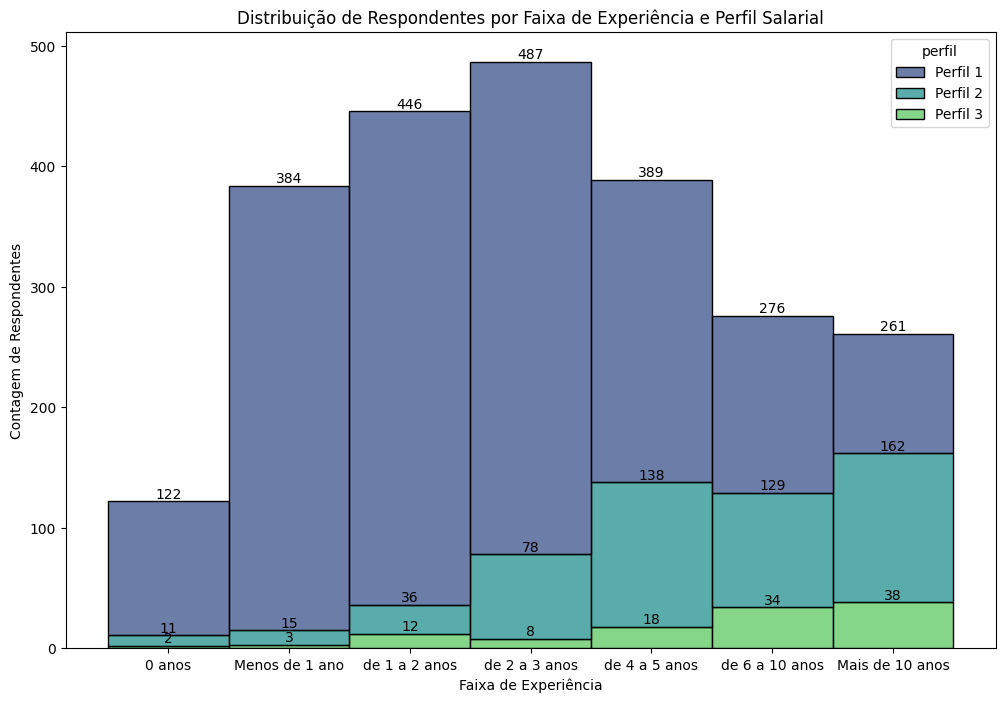 Distribuição de Respondentes por Faixa de Experiência e Perfil Salarial
perfil
Perfil 1
Perfil 2
Perfil 3
Contagem de Respondentes
500
400
300
200
100
0
122
384
446
487
389
276
261
11
15
36
78
138
129
162
2
3
12
8
18
34
38
0 anos
Menos de 1 ano
de 1 a 2 anos
de 2 a 3 anos
de 4 a 5 anos
de 6 a 10 anos
Mais de 10 anos
Faixa de Experiência